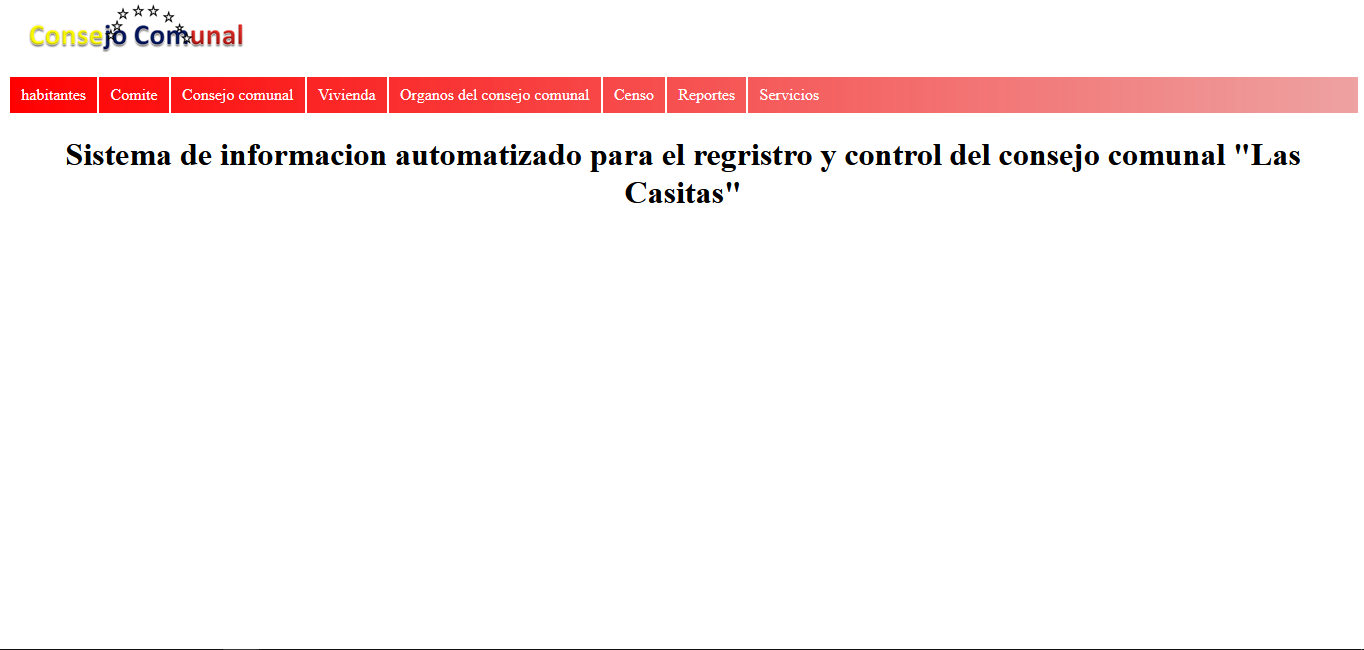 Consejo Comunal
habitantes Comite Consejo comunal Vivienda Organos del consejo comunal Censo Reportes Servicios
Sistema de informacion automatizado para el regristro y control del consejo comunal "Las
Casitas"